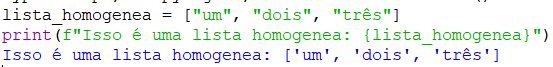 lista_homogenea = ["um", "dois", "três"]
print(f"Isso é uma lista homogenea: {lista_homogenea}")
Isso é uma lista homogenea: ['um', 'dois', 'três']